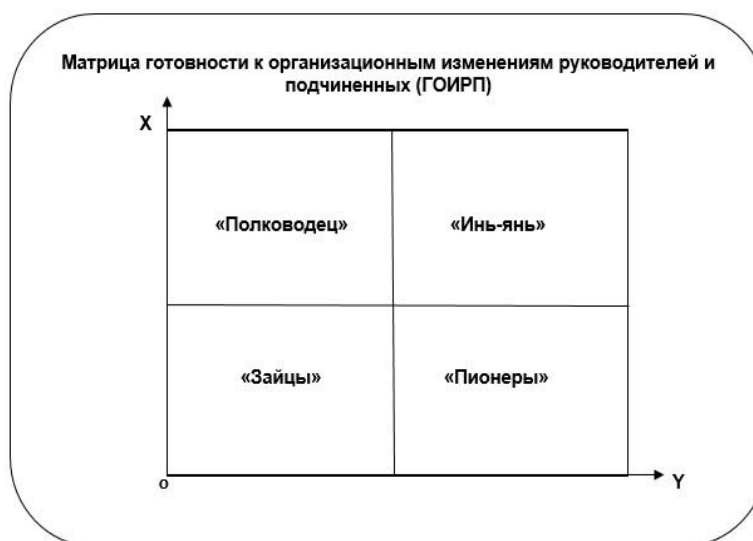 Матрица готовности к организационным изменениям руководителей и
подчиненных (ГОИРП)
X
«Полководец» «Инь-янь»
«Зайцы» «Пионеры»
о Y